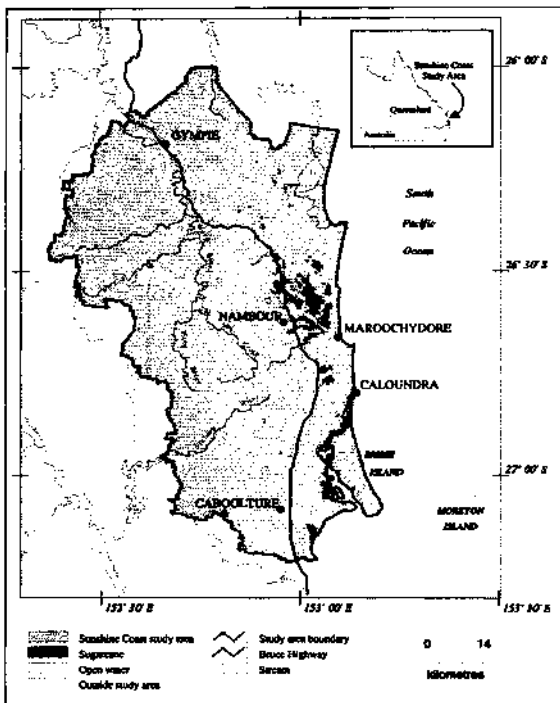 26° 00' S
Sunshine Coast
Study Area
Queensland
Australia
GYMPIE
South
Pacific
Ocean
26° 30' S
NAMBOUR
MAROOCHYDORE
CALOUNDRA
BRIBIE
ISLAND
27° 00' S
CABOOLTURE
MORETON
ISLAND
153° 00' E
Sunshine Coast study area
Sugarcane
Open water
Outside study area
Study area boundary
Bruce Highway
Stream
0 14
kilometres